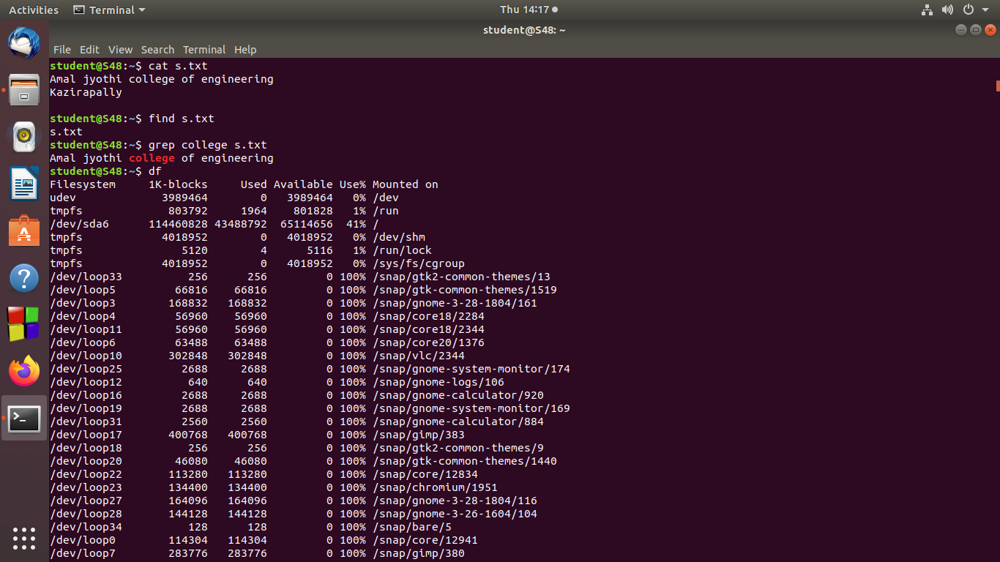 Activities Terminal Thu 14:17
student@S48: ~
File Edit View Search Terminal Help
student@S48:~$ cat s.txt
Amal jyothi college of engineering
Kazirapally
student@S48:~$ find s.txt
s.txt
student@S48:~$ grep college s.txt
Amal jyothi college of engineering
student@S48:~$ df
Filesystem     1K-blocks     Used Available Use% Mounted on
udev             3989464        0   3989464   0% /dev
tmpfs             803792     1964    801828   1% /run
/dev/sda6      114460828 43488792  65114656  41% /
tmpfs            4018952        0   4018952   0% /dev/shm
tmpfs               5120        4      5116   1% /run/lock
tmpfs            4018952        0   4018952   0% /sys/fs/cgroup
/dev/loop33          256      256         0 100% /snap/gtk2-common-themes/13
/dev/loop5         66816    66816         0 100% /snap/gtk-common-themes/1519
/dev/loop3        168832   168832         0 100% /snap/gnome-3-28-1804/161
/dev/loop4         56960    56960         0 100% /snap/core18/2284
/dev/loop11        56960    56960         0 100% /snap/core18/2344
/dev/loop6         63488    63488         0 100% /snap/core20/1376
/dev/loop10       302848   302848         0 100% /snap/vlc/2344
/dev/loop25         2688     2688         0 100% /snap/gnome-system-monitor/174
/dev/loop12          640      640         0 100% /snap/gnome-logs/106
/dev/loop16         2688     2688         0 100% /snap/gnome-calculator/920
/dev/loop19         2688     2688         0 100% /snap/gnome-system-monitor/169
/dev/loop31         2560     2560         0 100% /snap/gnome-calculator/884
/dev/loop17       400768   400768         0 100% /snap/gimp/383
/dev/loop18          256      256         0 100% /snap/gtk2-common-themes/9
/dev/loop20        46080    46080         0 100% /snap/gtk-common-themes/1440
/dev/loop22       113280   113280         0 100% /snap/core/12834
/dev/loop23       134400   134400         0 100% /snap/chromium/1951
/dev/loop27       164096   164096         0 100% /snap/gnome-3-28-1804/116
/dev/loop28       144128   144128         0 100% /snap/gnome-3-26-1604/104
/dev/loop34          128      128         0 100% /snap/bare/5
/dev/loop0        114304   114304         0 100% /snap/core/12941
/dev/loop7        283776   283776         0 100% /snap/gimp/380